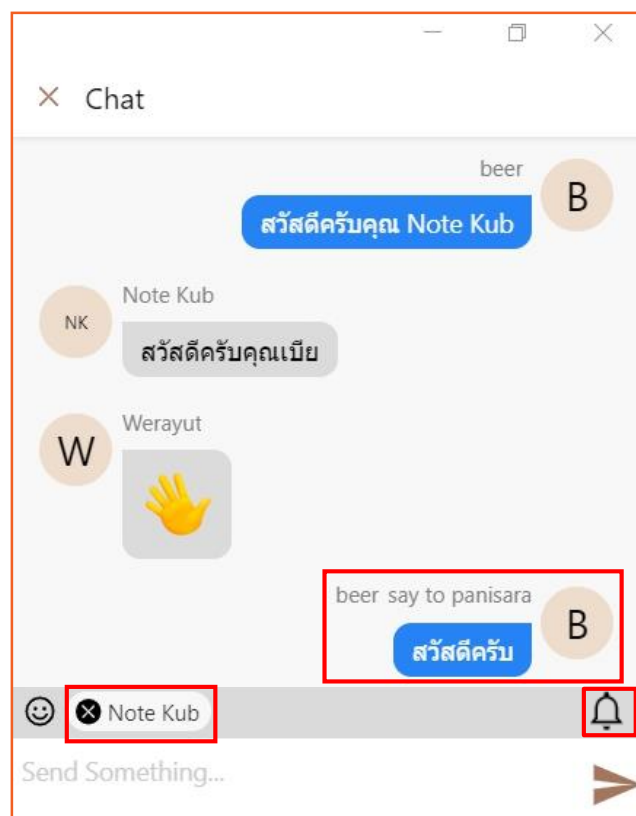 Chat
beer
B
สวัสดีครับคุณ Note Kub
Note Kub
NK
สวัสดีครับคุณเบีย
Werayut
W
beer say to panisara
B
สวัสดีครับ
Note Kub
Send Something...